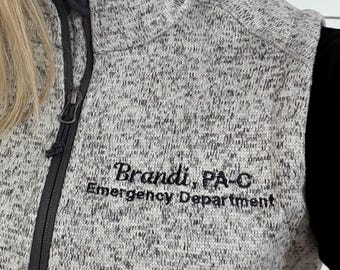 Brandi, PA-C
Emergency Department